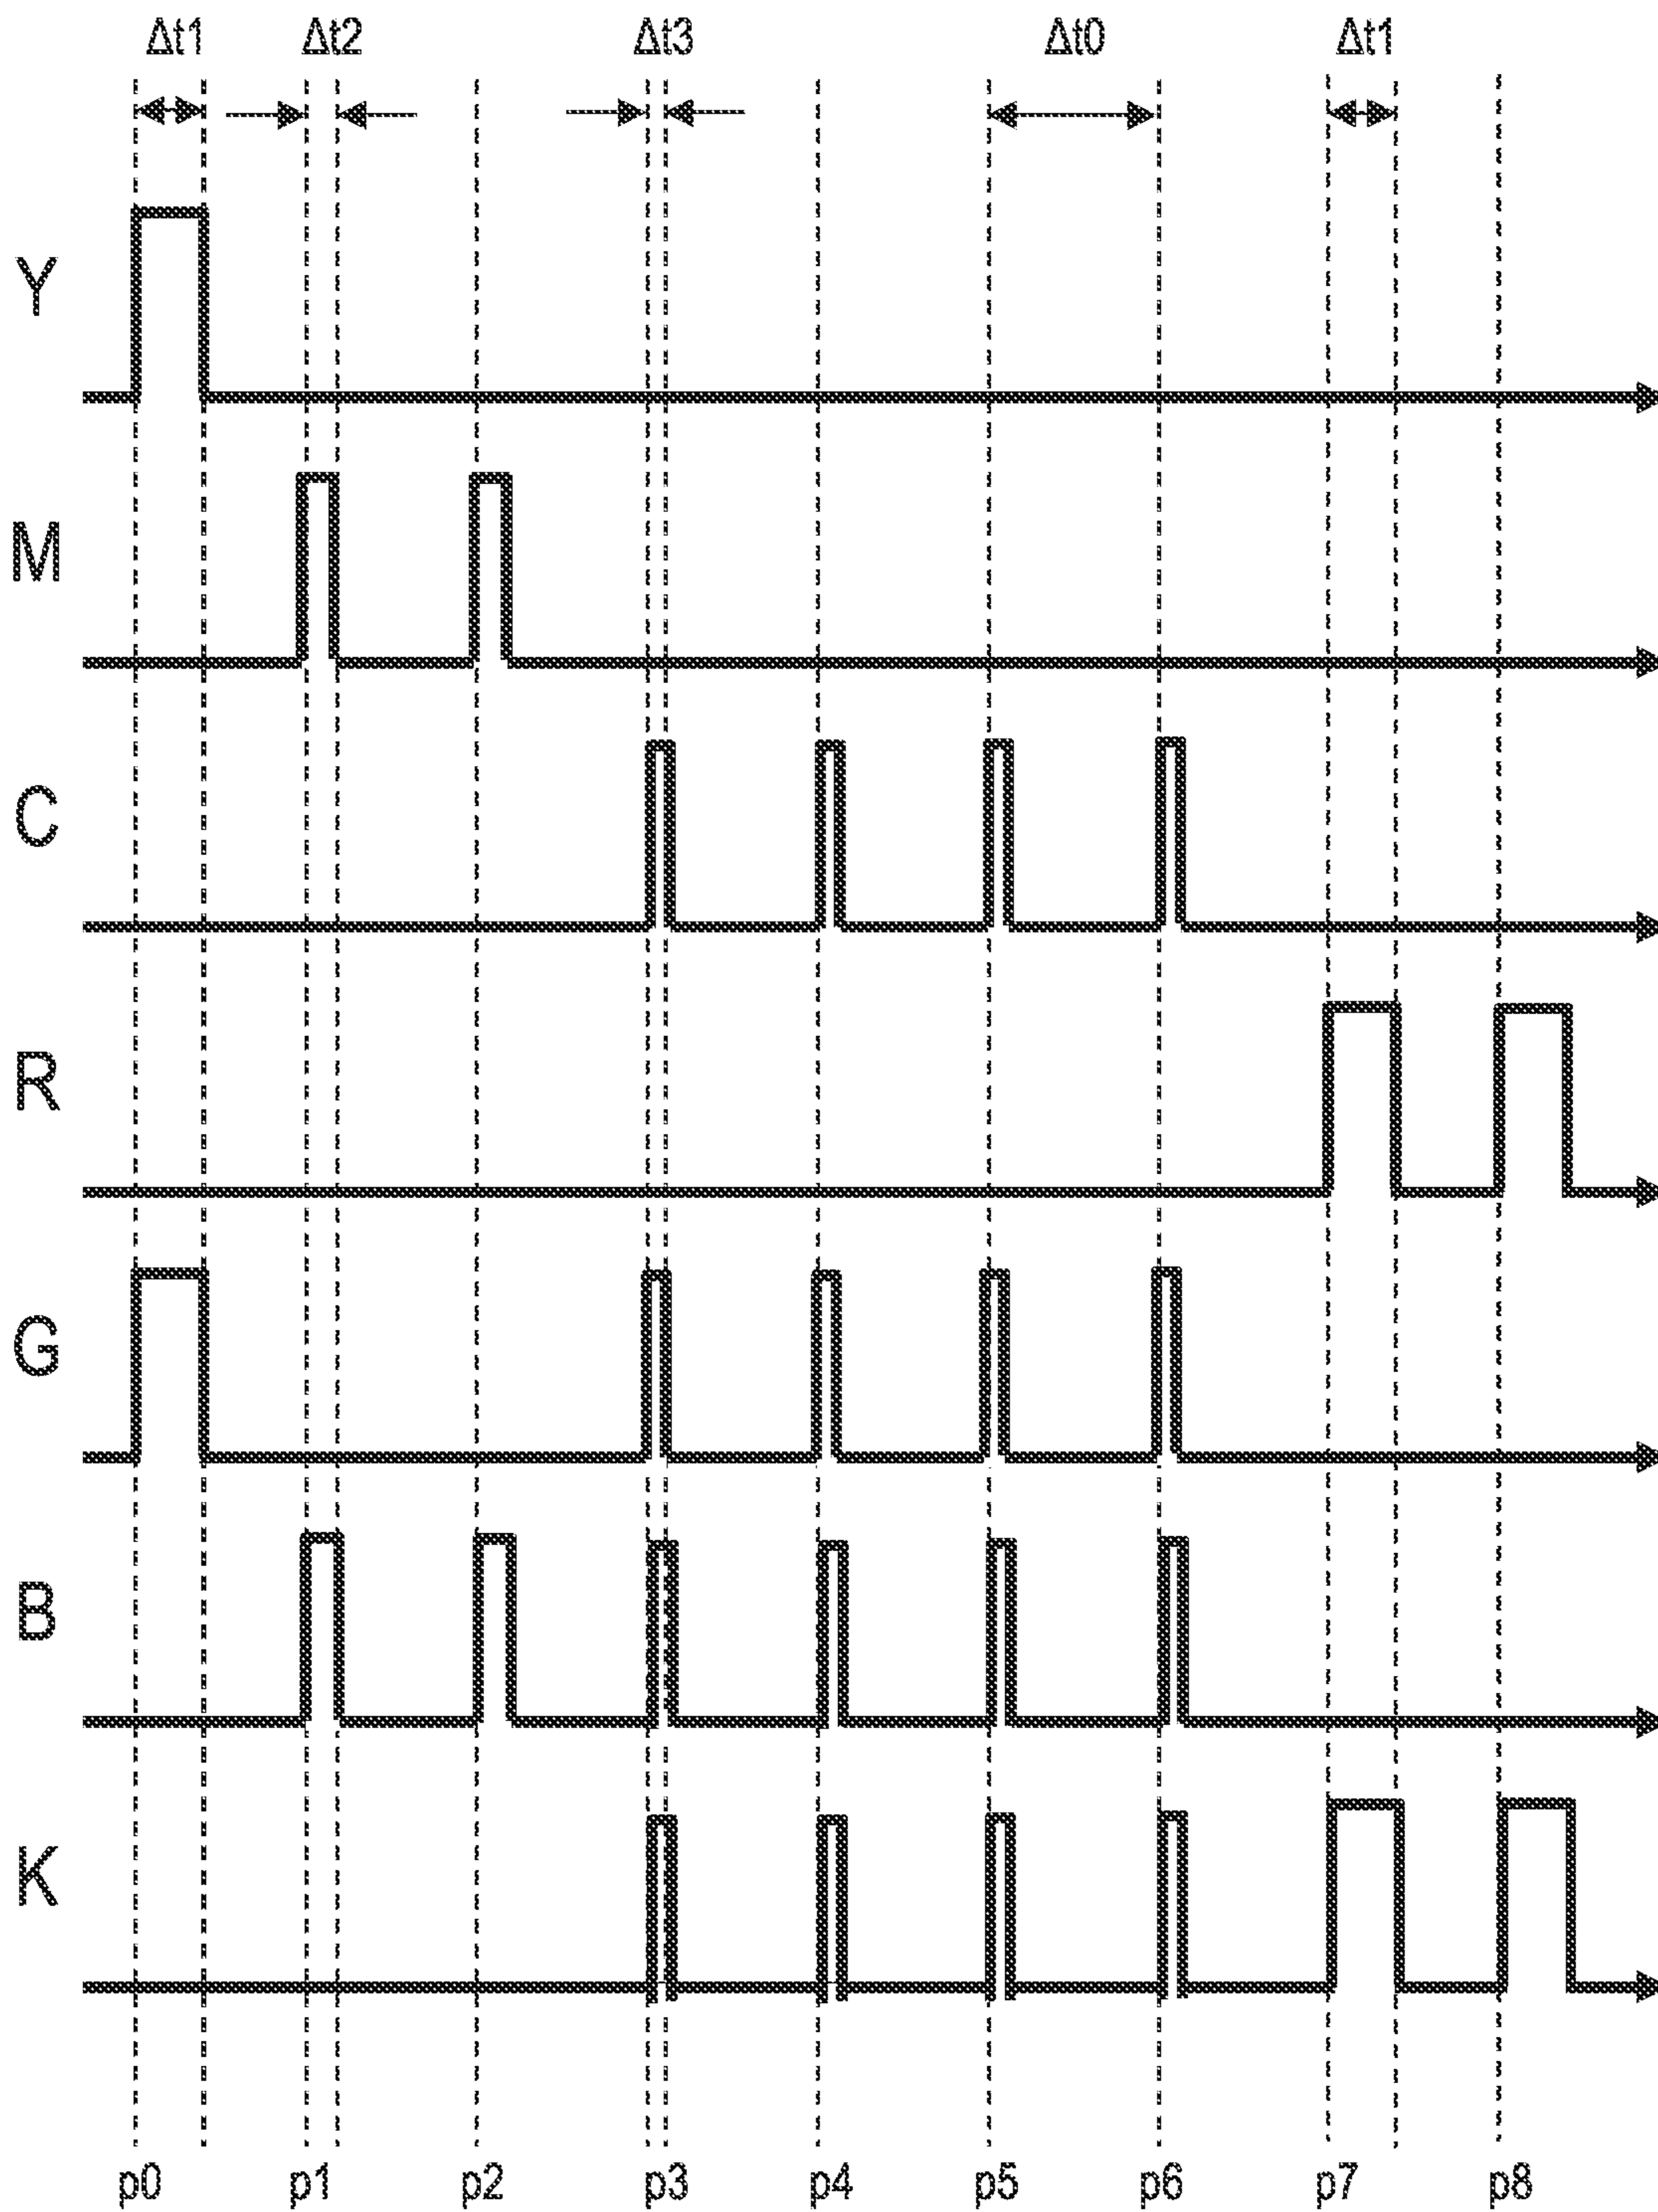 Δt1 Δt2 Δt3 Δt0 Δt1
Y
M
C
R
G
B
K
p0 p1 p2 p3 p4 p5 p6 p7 p8